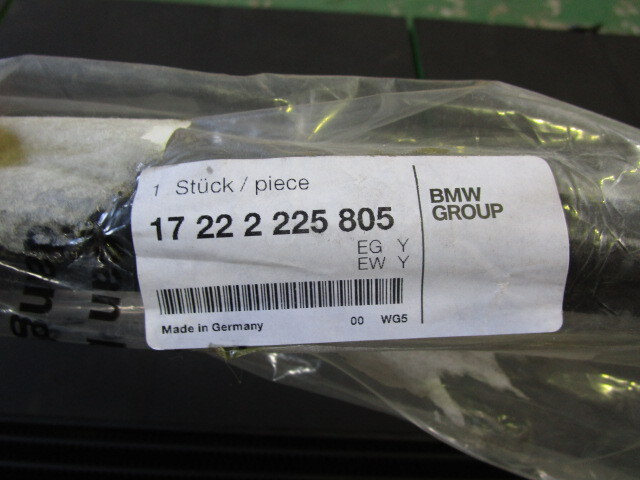 1 Stück / piece
17 22 2 225 805
EG Y
EW Y
Made in Germany 00 WG5
BMW
GROUP